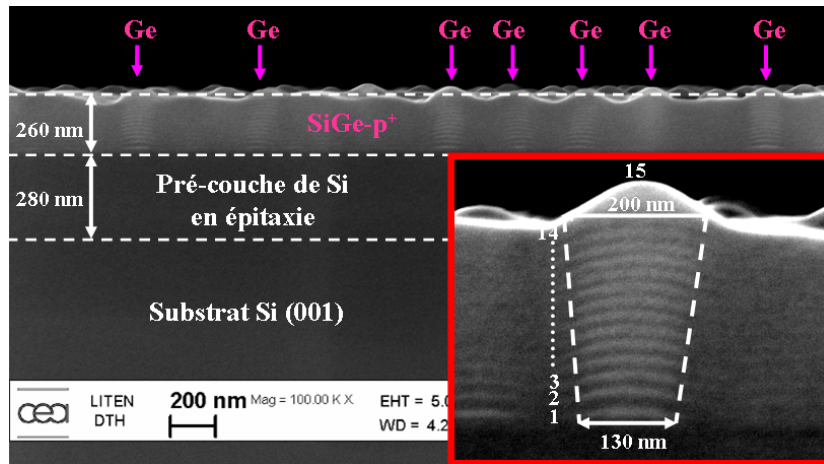 Ge Ge Ge Ge Ge Ge Ge
260 nm
SiGe-p⁺
280 nm
Pré-couche de Si
en épitaxie
Substrat Si (001)
15
200 nm
14
3
2
1
130 nm
cea
LITEN
DTH
200 nm
Mag = 100.00 K X
EHT = 5.0
WD = 4.2